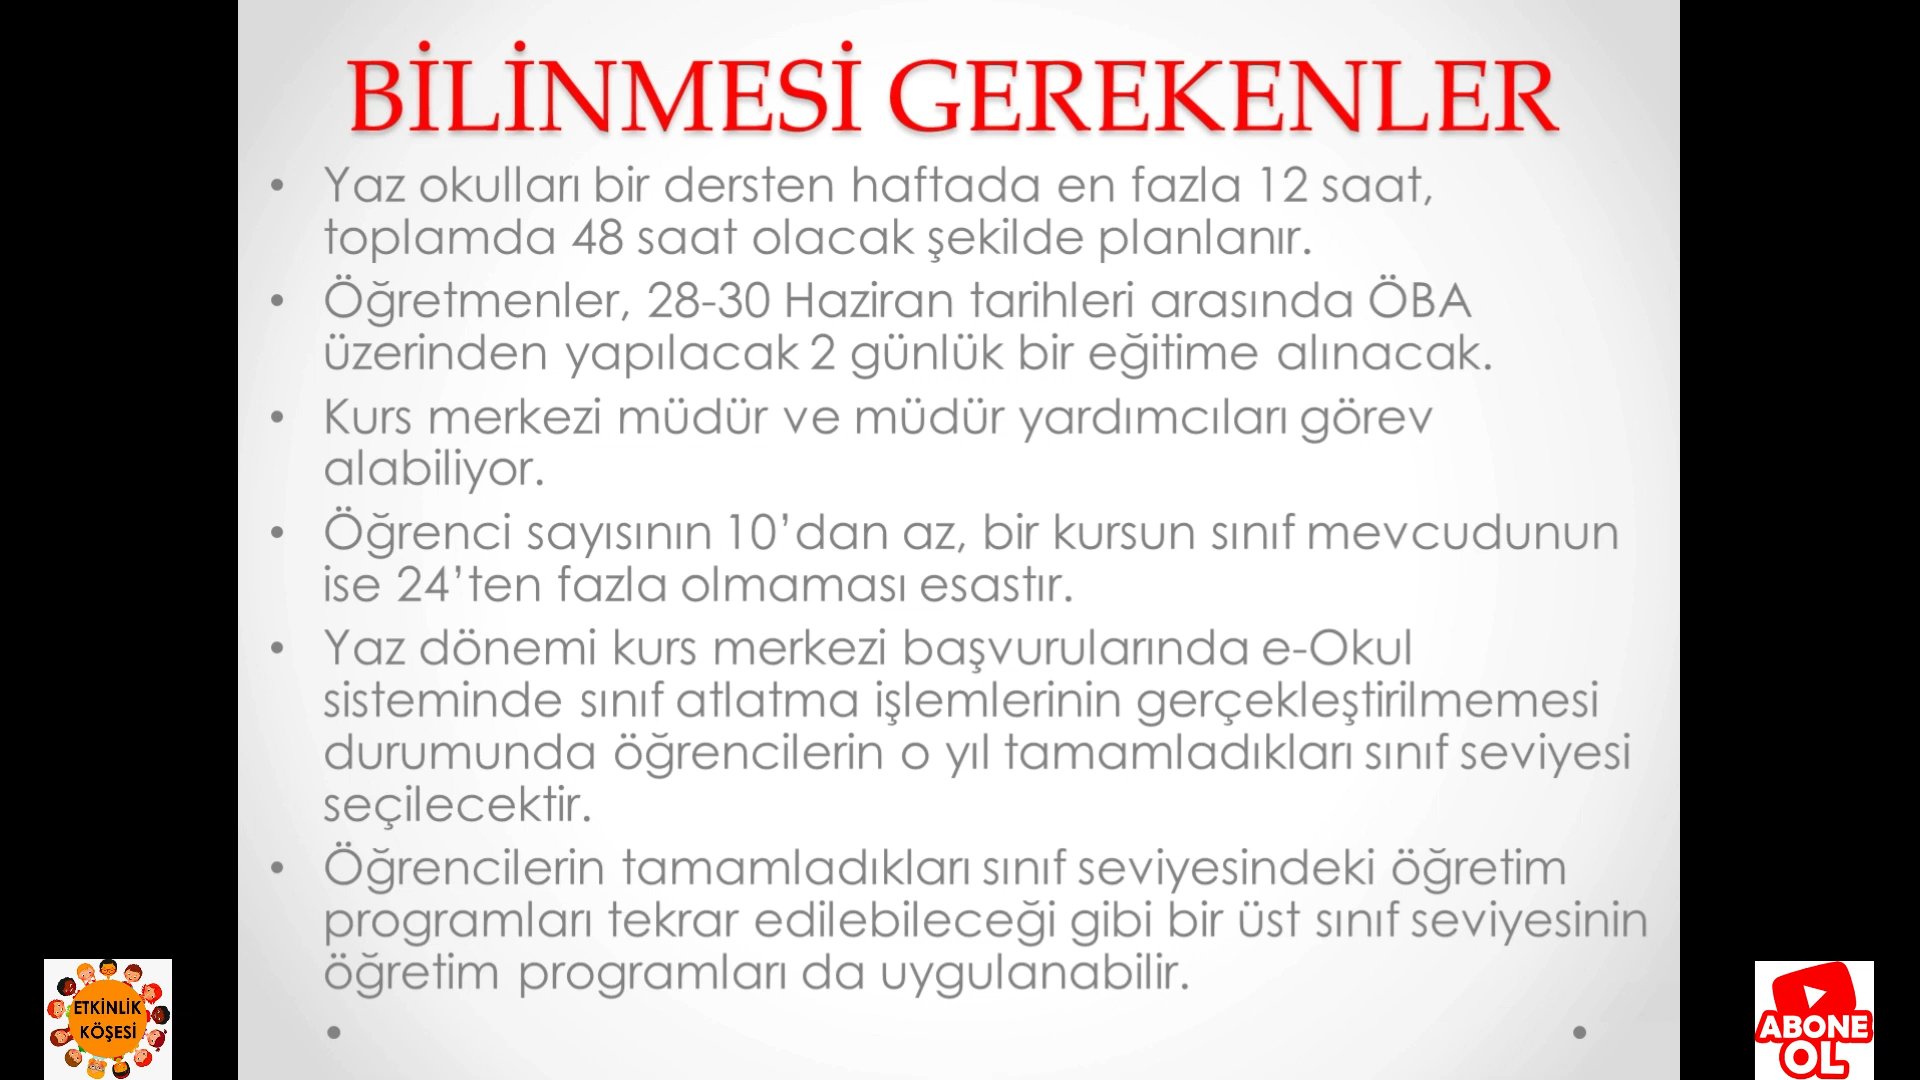 BİLİNMESİ GEREKENLER
• Yaz okulları bir dersten haftada en fazla 12 saat,
toplamda 48 saat olacak şekilde planlanır.
• Öğretmenler, 28-30 Haziran tarihleri arasında ÖBA
üzerinden yapılacak 2 günlük bir eğitime alınacak.
• Kurs merkezi müdür ve müdür yardımcıları görev
alabiliyor.
• Öğrenci sayısının 10’dan az, bir kursun sınıf mevcudunun
ise 24’ten fazla olmaması esastır.
• Yaz dönemi kurs merkezi başvurularında e-Okul
sisteminde sınıf atlatma işlemlerinin gerçekleştirilmemesi
durumunda öğrencilerin o yıl tamamladıkları sınıf seviyesi
seçilecektir.
• Öğrencilerin tamamladıkları sınıf seviyesindeki öğretim
programları tekrar edilebileceği gibi bir üst sınıf seviyesinin
öğretim programları da uygulanabilir.
ETKİNLİK
KÖŞESİ
ABONE
OL